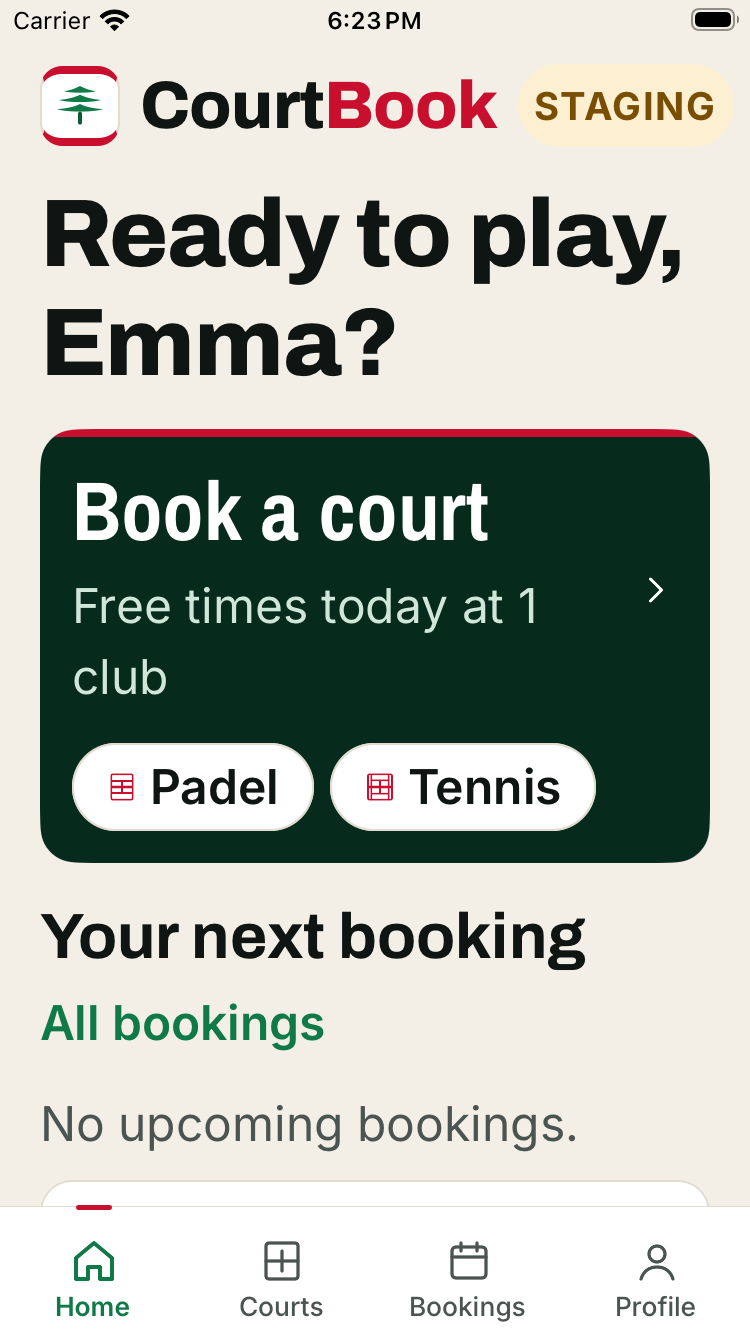 Carrier 6:23 PM
CourtBook STAGING
Ready to play,
Emma?
Book a court
Free times today at 1
club
Padel Tennis
Your next booking
All bookings
No upcoming bookings.
Home Courts Bookings Profile